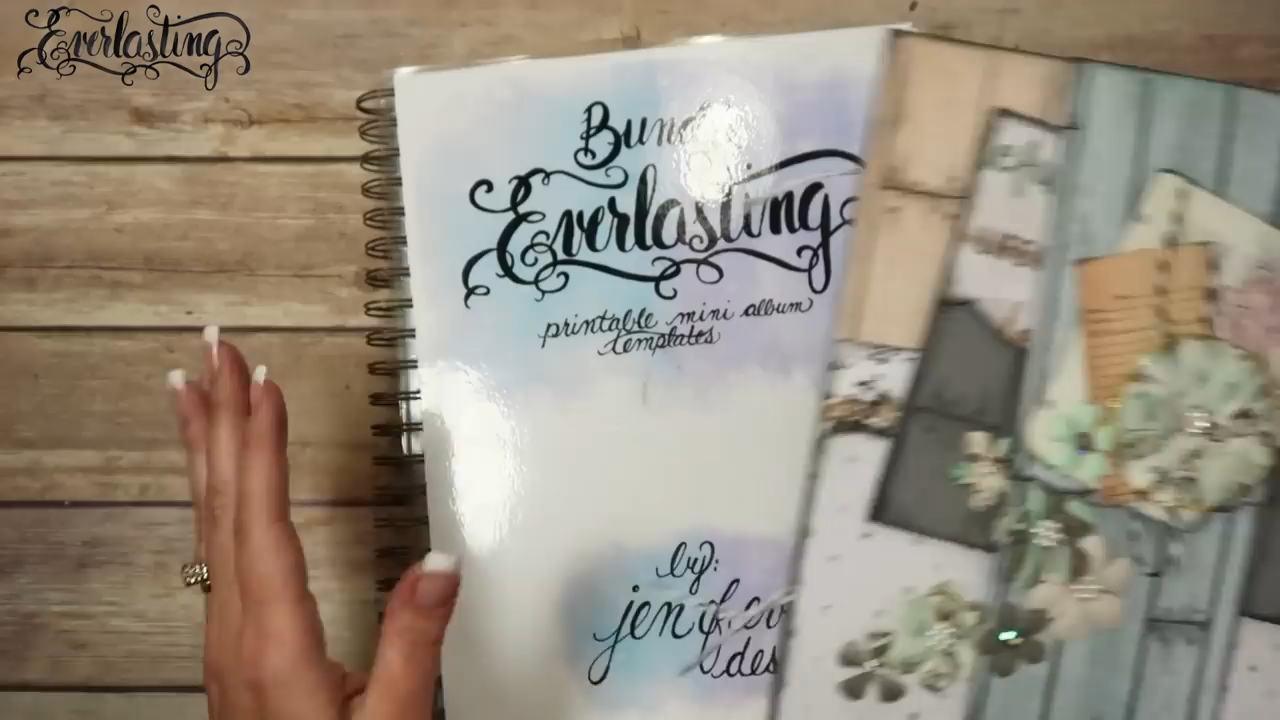 Everlasting
Everlasting
printable mini album
templates
by: